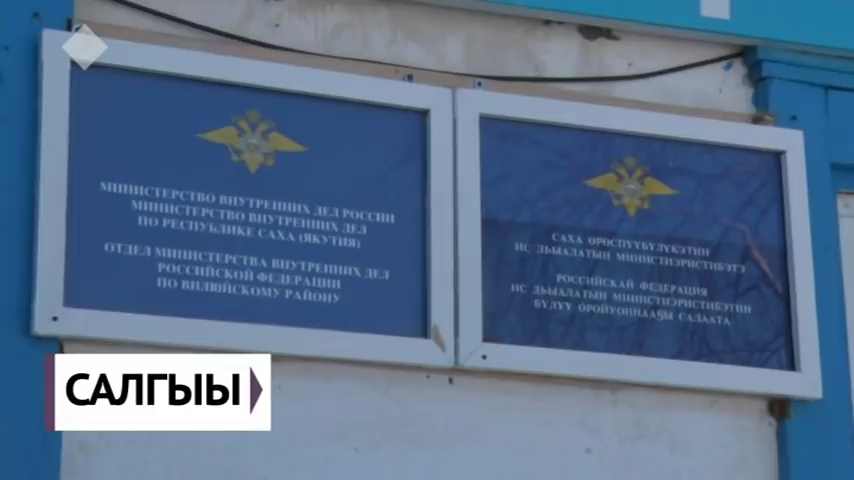 МИНИСТЕРСТВО ВНУТРЕННИХ ДЕЛ РОССИИ
МИНИСТЕРСТВО ВНУТРЕННИХ ДЕЛ
ПО РЕСПУБЛИКЕ САХА (ЯКУТИЯ)
ОТДЕЛ МИНИСТЕРСТВА ВНУТРЕННИХ ДЕЛ
РОССИЙСКОЙ ФЕДЕРАЦИИ
ПО ВИЛЮЙСКОМУ РАЙОНУ
САХА ӨРӨСПҮҮБҮЛҮКЭТИН
ИС ДЬЫАЛАТЫН МИНИСТИЭРИСТИБЭТЭ
РОССИЙСКАЙ ФЕДЕРАЦИЯ
ИС ДЬЫАЛАТЫН МИНИСТИЭРИСТИБЭТИН
БҮЛҮҮ ОРОЙУОННААҔЫ САЛААТА
САЛГЫЫ